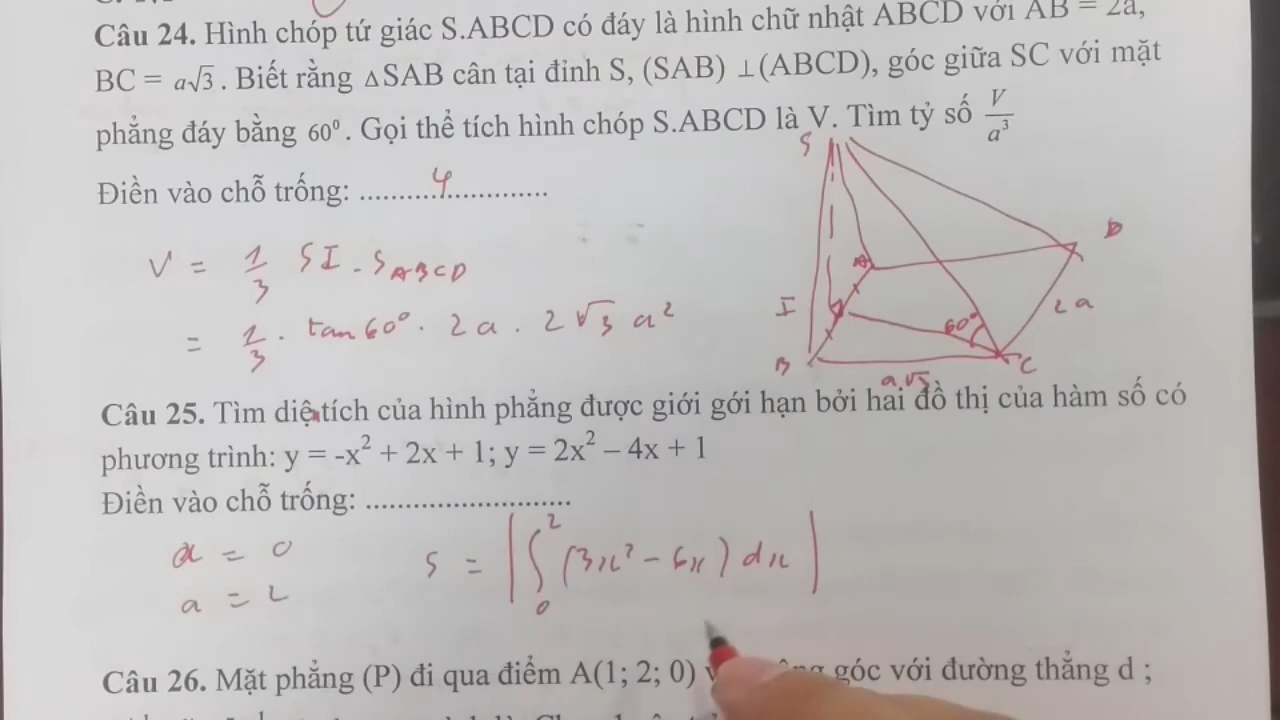 Câu 24. Hình chóp tứ giác S.ABCD có đáy là hình chữ nhật ABCD với AB = 2a,
BC = a√3. Biết rằng △SAB cân tại đỉnh S, (SAB) ⊥(ABCD), góc giữa SC với mặt
phẳng đáy bằng 60⁰. Gọi thể tích hình chóp S.ABCD là V. Tìm tỷ số V/a³
Điền vào chỗ trống: ......4......
V = 1/3 SI . S_ABCD
= 1/3 . tan60° . 2a . 2√3 a²
S
A
D
I
60°
2a
B
C
a√3
Câu 25. Tìm diện tích của hình phẳng được giới gới hạn bởi hai đồ thị của hàm số có
phương trình: y = -x² + 2x + 1; y = 2x² – 4x + 1
Điền vào chỗ trống: ..........................
x = 0
x = 2
S = |∫₀² (3x² - 6x) dx|
Câu 26. Mặt phẳng (P) đi qua điểm A(1; 2; 0) góc với đường thẳng d ;